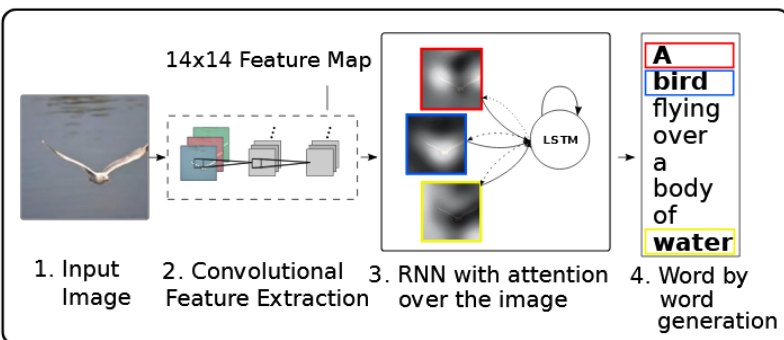 14x14 Feature Map
LSTM
A
bird
flying
over
a
body
of
water
1. Input
Image
2. Convolutional
Feature Extraction
3. RNN with attention
over the image
4. Word by
word
generation